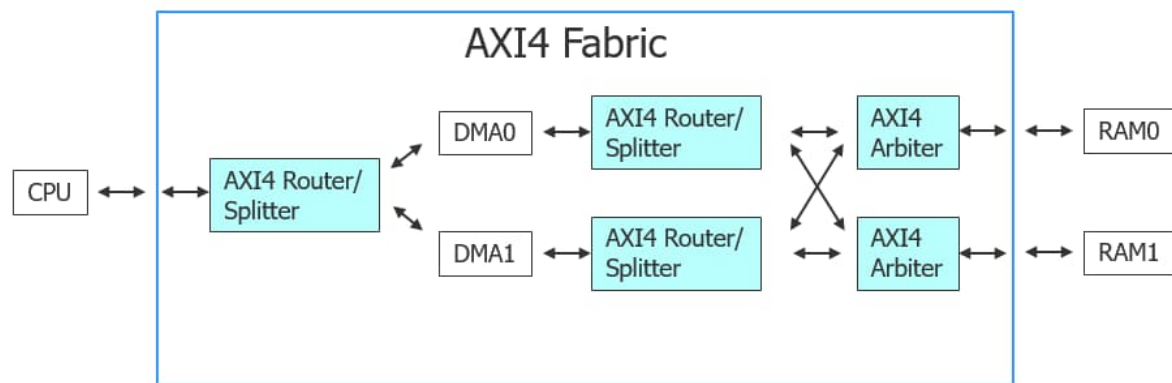 AXI4 Fabric
CPU
AXI4 Router/
Splitter
DMA0
AXI4 Router/
Splitter
AXI4
Arbiter
RAM0
DMA1
AXI4 Router/
Splitter
AXI4
Arbiter
RAM1